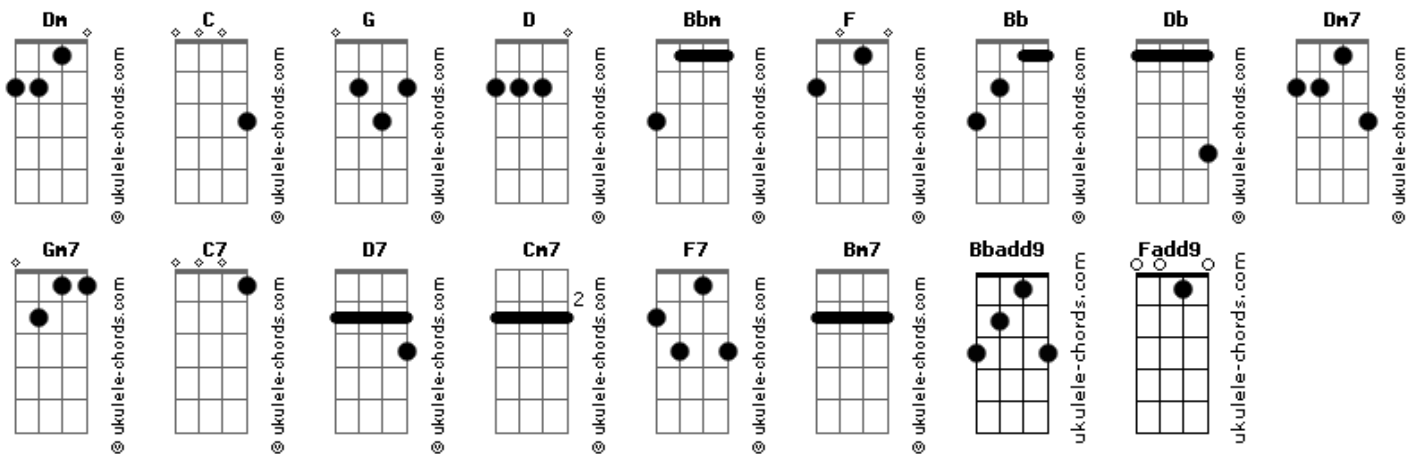 Dm C G D Bbm F Bb Db Dm7
© ukulele-chords.com © ukulele-chords.com © ukulele-chords.com © ukulele-chords.com © ukulele-chords.com © ukulele-chords.com © ukulele-chords.com © ukulele-chords.com © ukulele-chords.com
Gm7 C7 D7 Cm7 F7 Bm7 Bbadd9 Fadd9
2
© ukulele-chords.com © ukulele-chords.com © ukulele-chords.com © ukulele-chords.com © ukulele-chords.com © ukulele-chords.com ukulele-chords.com ukulele-chords.com